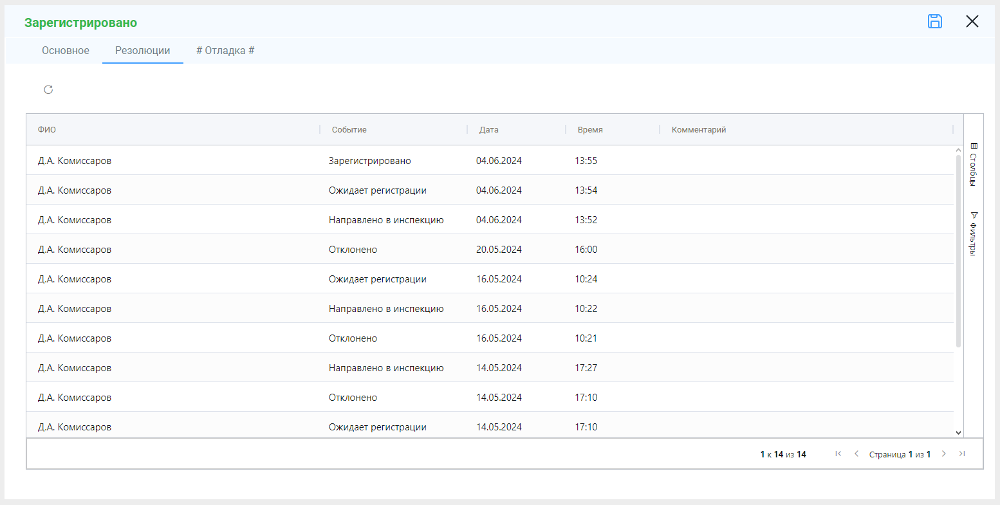 Зарегистрировано
Основное Резолюции # Отладка #
ФИО Событие Дата Время Комментарий
Д.А. Комиссаров Зарегистрировано 04.06.2024 13:55
Д.А. Комиссаров Ожидает регистрации 04.06.2024 13:54
Д.А. Комиссаров Направлено в инспекцию 04.06.2024 13:52
Д.А. Комиссаров Отклонено 20.05.2024 16:00
Д.А. Комиссаров Ожидает регистрации 16.05.2024 10:24
Д.А. Комиссаров Направлено в инспекцию 16.05.2024 10:22
Д.А. Комиссаров Отклонено 16.05.2024 10:21
Д.А. Комиссаров Направлено в инспекцию 14.05.2024 17:27
Д.А. Комиссаров Отклонено 14.05.2024 17:10
Д.А. Комиссаров Ожидает регистрации 14.05.2024 17:10
Столбцы
Фильтры
1 к 14 из 14 Страница 1 из 1